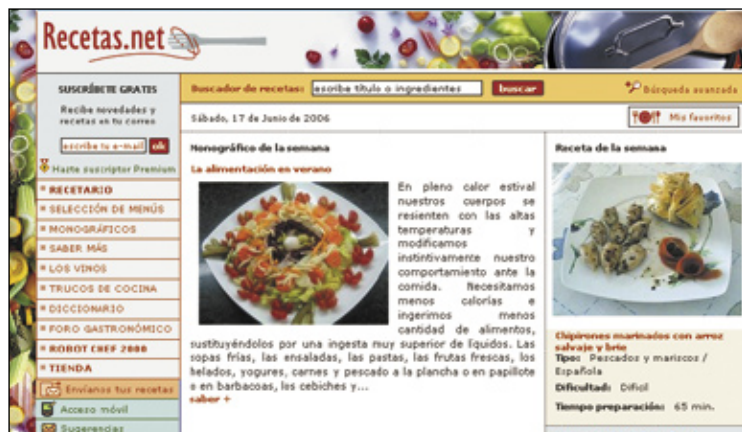 Recetas.net
SUSCRÍBETE GRATIS
Recibe novedades y
recetas en tu correo
escribe tu e-mail ok
Hazte suscriptor Premium
RECETARIO
SELECCIÓN DE MENÚS
MONOGRÁFICOS
SABER MÁS
LOS VINOS
TRUCOS DE COCINA
DICCIONARIO
FORO GASTRONÓMICO
ROBOT CHEF 2000
TIENDA
Envíanos tus recetas
Acceso móvil
Sugerencias
Buscador de recetas: escribe título o ingredientes buscar
Búsqueda avanzada
Sábado, 17 de Junio de 2006
Mis favoritos
Monográfico de la semana
La alimentación en verano
En pleno calor estival
nuestros cuerpos se
resienten con las altas
temperaturas y
modificamos
instintivamente nuestro
comportamiento ante la
comida. Necesitamos
menos calorías e
ingerimos menos
cantidad de alimentos,
sustituyéndolos por una ingesta muy superior de líquidos. Las
sopas frías, las ensaladas, las pastas, las frutas frescas, los
helados, yogures, carnes y pescado a la plancha o en papillote
o en barbacoas, los cebiches y...
saber +
Receta de la semana
Chipirones marinados con arroz
salvaje y brie
Tipo: Pescados y mariscos /
Española
Dificultad: Difícil
Tiempo preparación: 65 min.